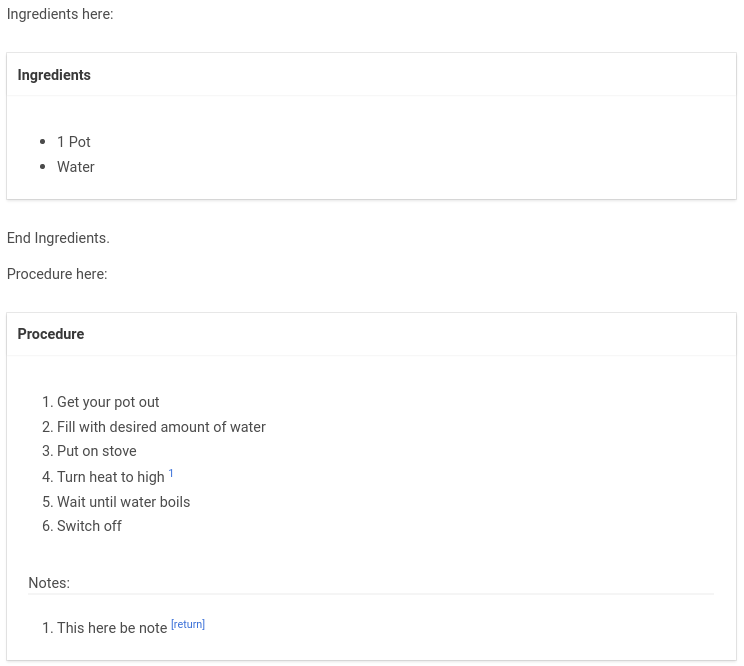 Ingredients here:
Ingredients
• 1 Pot
• Water
End Ingredients.
Procedure here:
Procedure
1. Get your pot out
2. Fill with desired amount of water
3. Put on stove
4. Turn heat to high 1
5. Wait until water boils
6. Switch off
Notes:
1. This here be note [return]